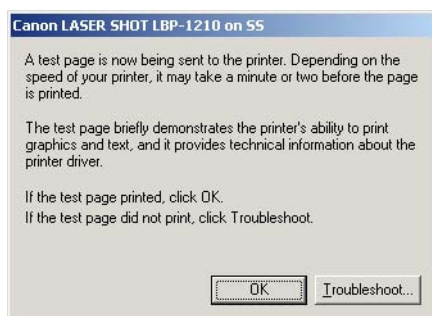 Canon LASER SHOT LBP-1210 on SS
A test page is now being sent to the printer. Depending on the
speed of your printer, it may take a minute or two before the page
is printed.
The test page briefly demonstrates the printer's ability to print
graphics and text, and it provides technical information about the
printer driver.
If the test page printed, click OK.
If the test page did not print, click Troubleshoot.
OK Troubleshoot...